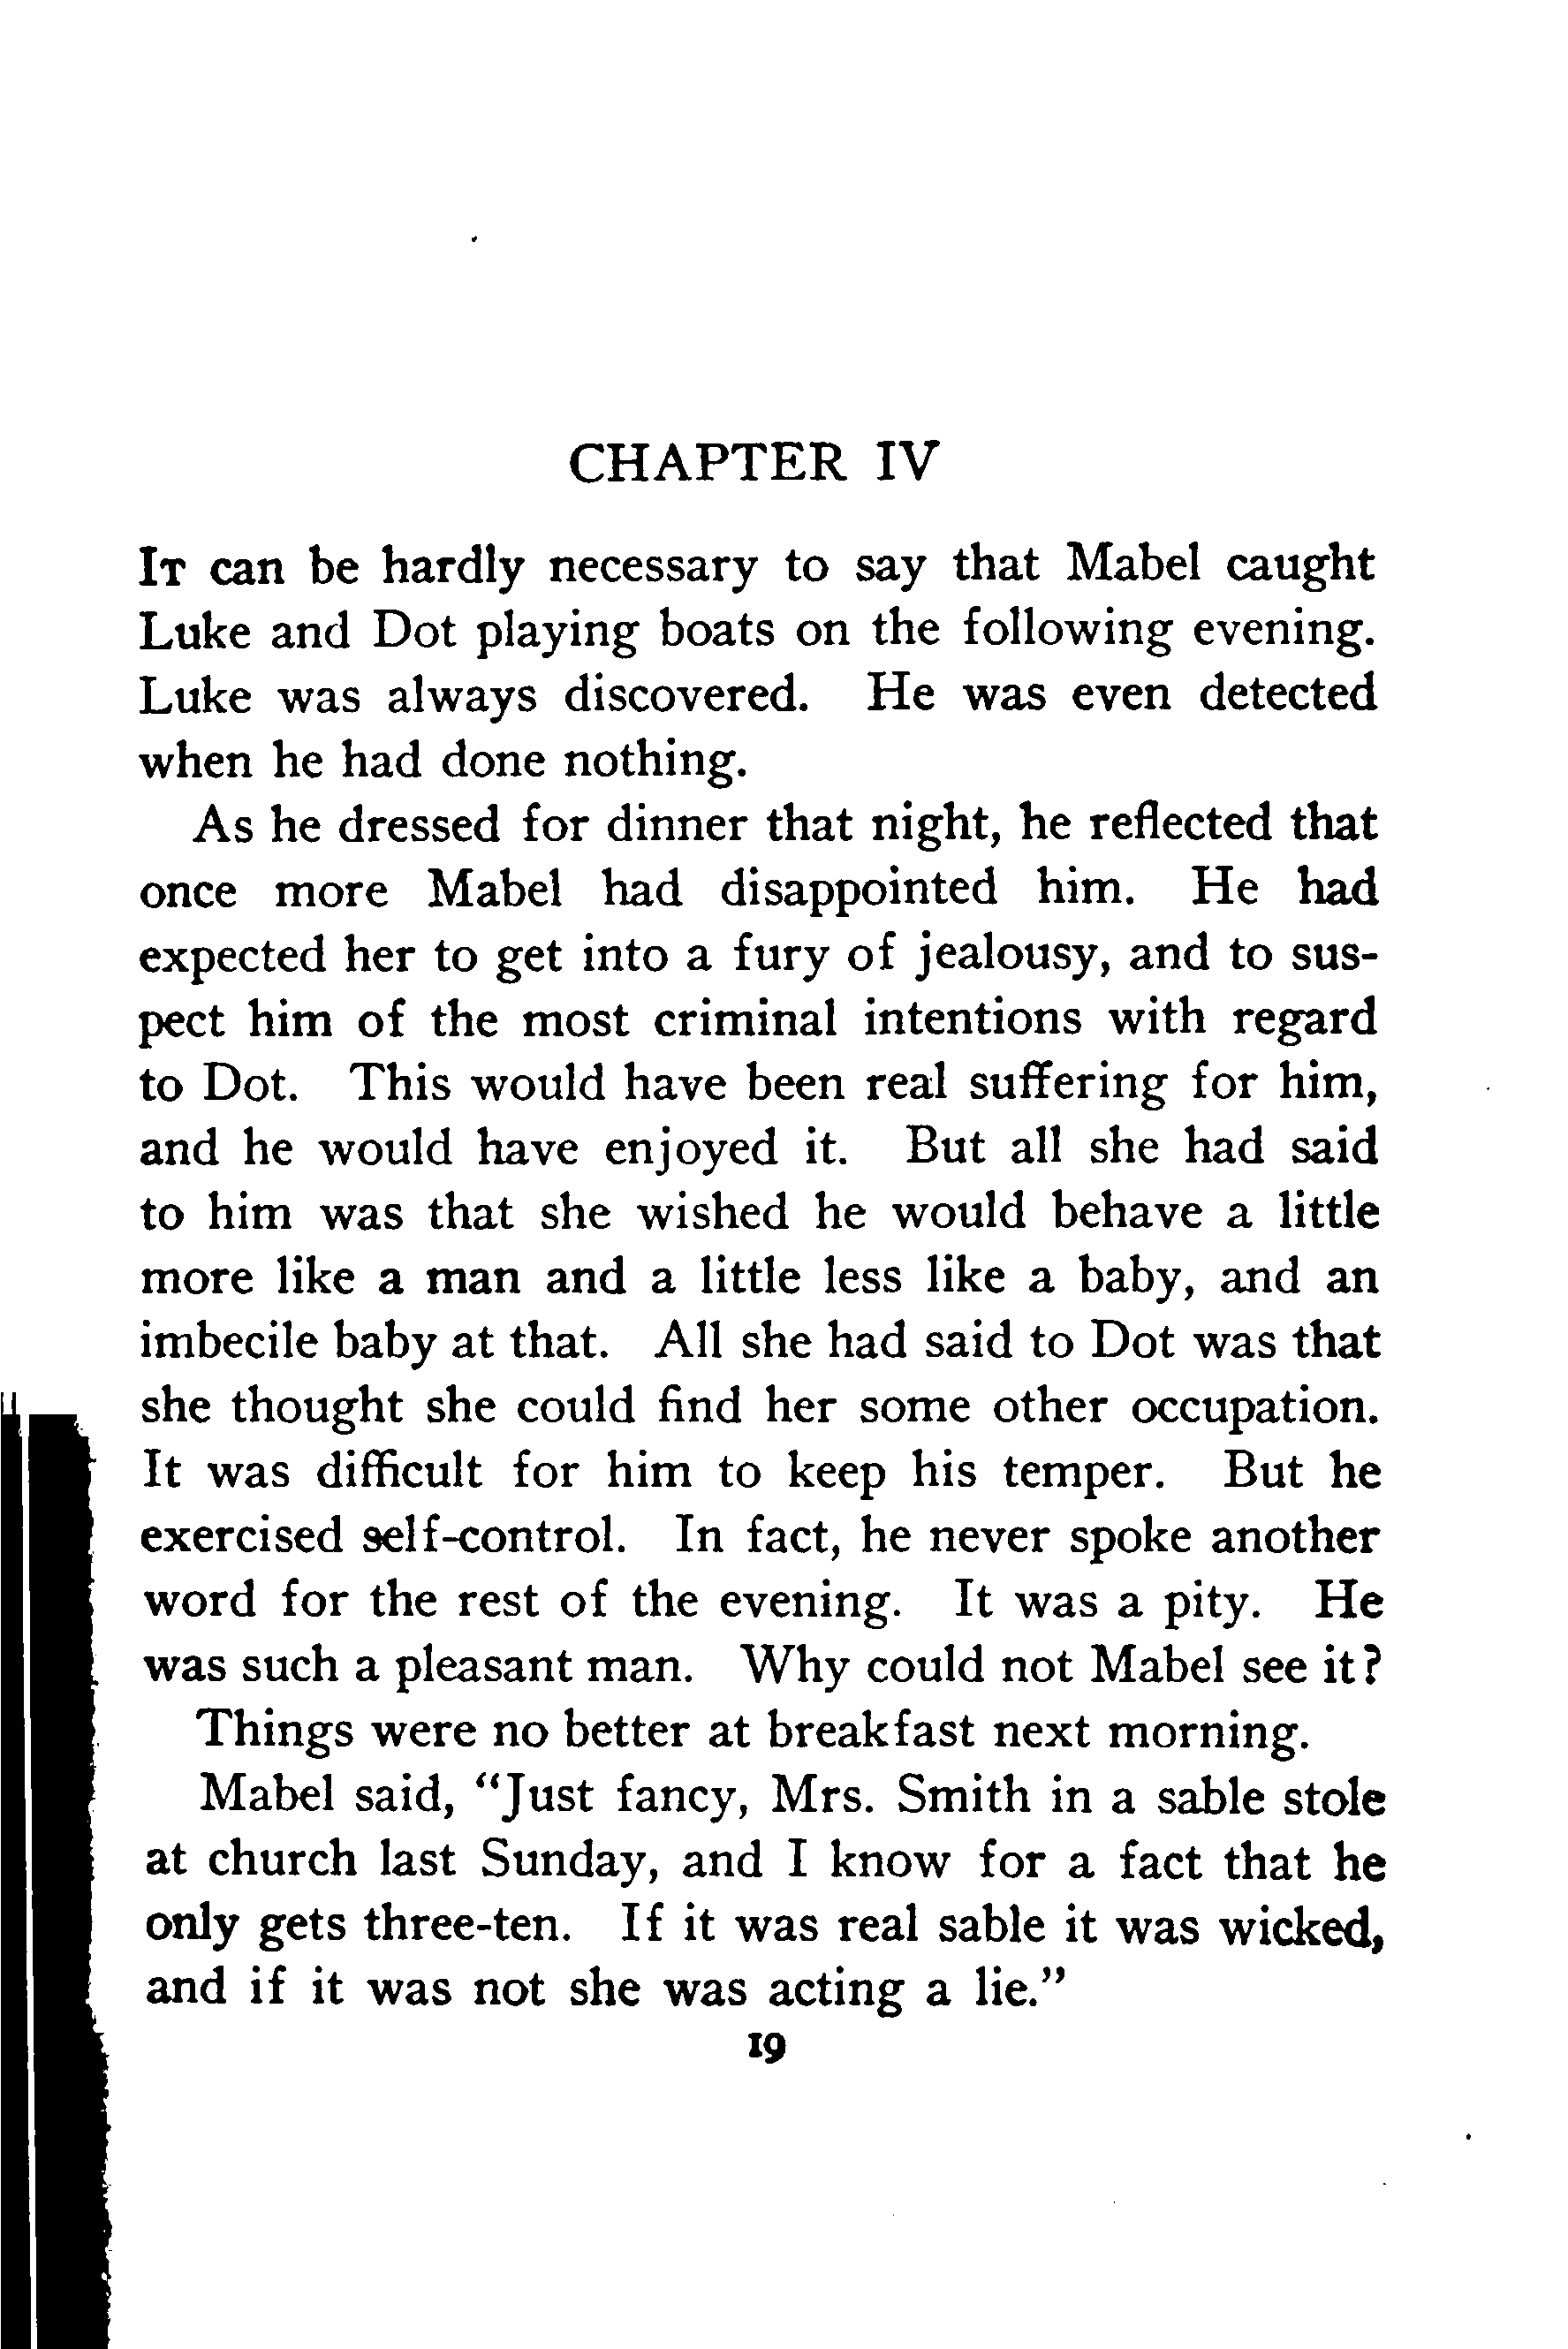 CHAPTER IV
It can be hardly necessary to say that Mabel caught
Luke and Dot playing boats on the following evening.
Luke was always discovered. He was even detected
when he had done nothing.
As he dressed for dinner that night, he reflected that
once more Mabel had disappointed him. He had
expected her to get into a fury of jealousy, and to sus-
pect him of the most criminal intentions with regard
to Dot. This would have been real suffering for him,
and he would have enjoyed it. But all she had said
to him was that she wished he would behave a little
more like a man and a little less like a baby, and an
imbecile baby at that. All she had said to Dot was that
she thought she could find her some other occupation.
It was difficult for him to keep his temper. But he
exercised self-control. In fact, he never spoke another
word for the rest of the evening. It was a pity. He
was such a pleasant man. Why could not Mabel see it?
Things were no better at breakfast next morning.
Mabel said, “Just fancy, Mrs. Smith in a sable stole
at church last Sunday, and I know for a fact that he
only gets three-ten. If it was real sable it was wicked,
and if it was not she was acting a lie.”
19